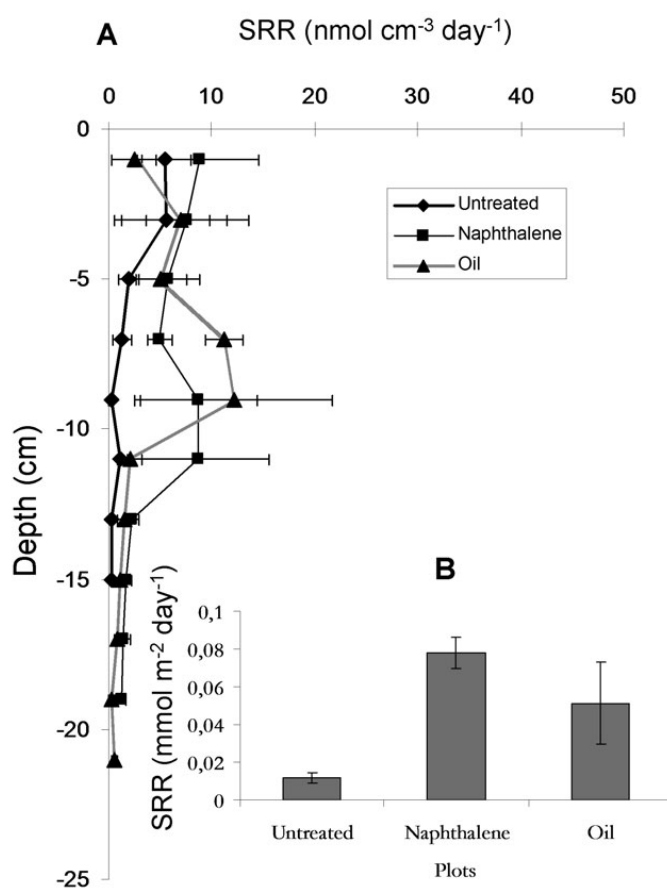 A
SRR (nmol cm⁻³ day⁻¹)
0 10 20 30 40 50
0
-5
-10
-15
-20
-25
Depth (cm)
Untreated
Naphthalene
Oil
B
0,1
0,08
0,06
0,04
0,02
0
SRR (mmol m⁻² day⁻¹)
Untreated Naphthalene Oil
Plots